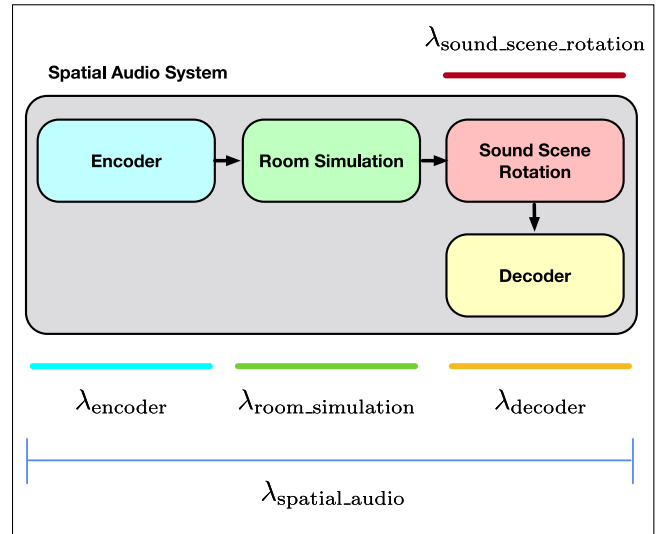 λsound_scene_rotation
Spatial Audio System
Encoder
Room Simulation
Sound Scene
Rotation
Decoder
λencoder
λroom_simulation
λdecoder
λspatial_audio